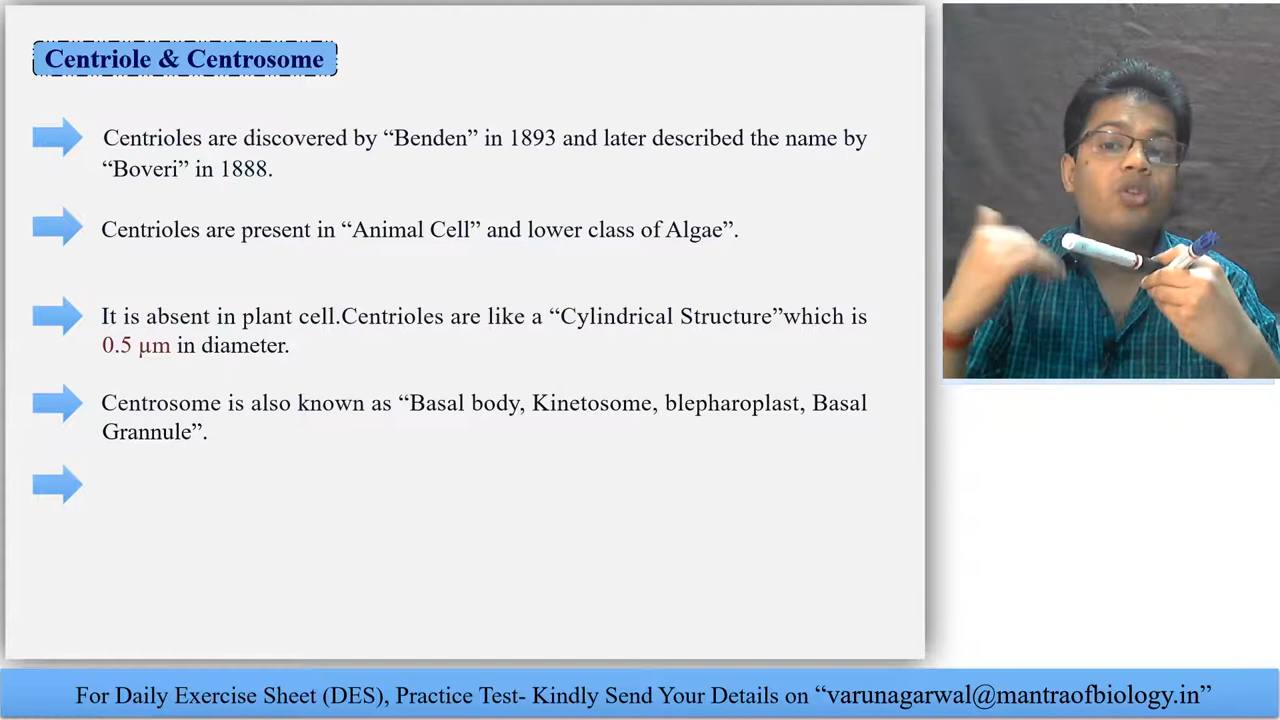 Centriole & Centrosome
Centrioles are discovered by “Benden” in 1893 and later described the name by
“Boveri” in 1888.
Centrioles are present in “Animal Cell” and lower class of Algae”.
It is absent in plant cell.Centrioles are like a “Cylindrical Structure”which is
0.5 µm in diameter.
Centrosome is also known as “Basal body, Kinetosome, blepharoplast, Basal
Grannule”.
For Daily Exercise Sheet (DES), Practice Test- Kindly Send Your Details on “varunagarwal@mantraofbiology.in”